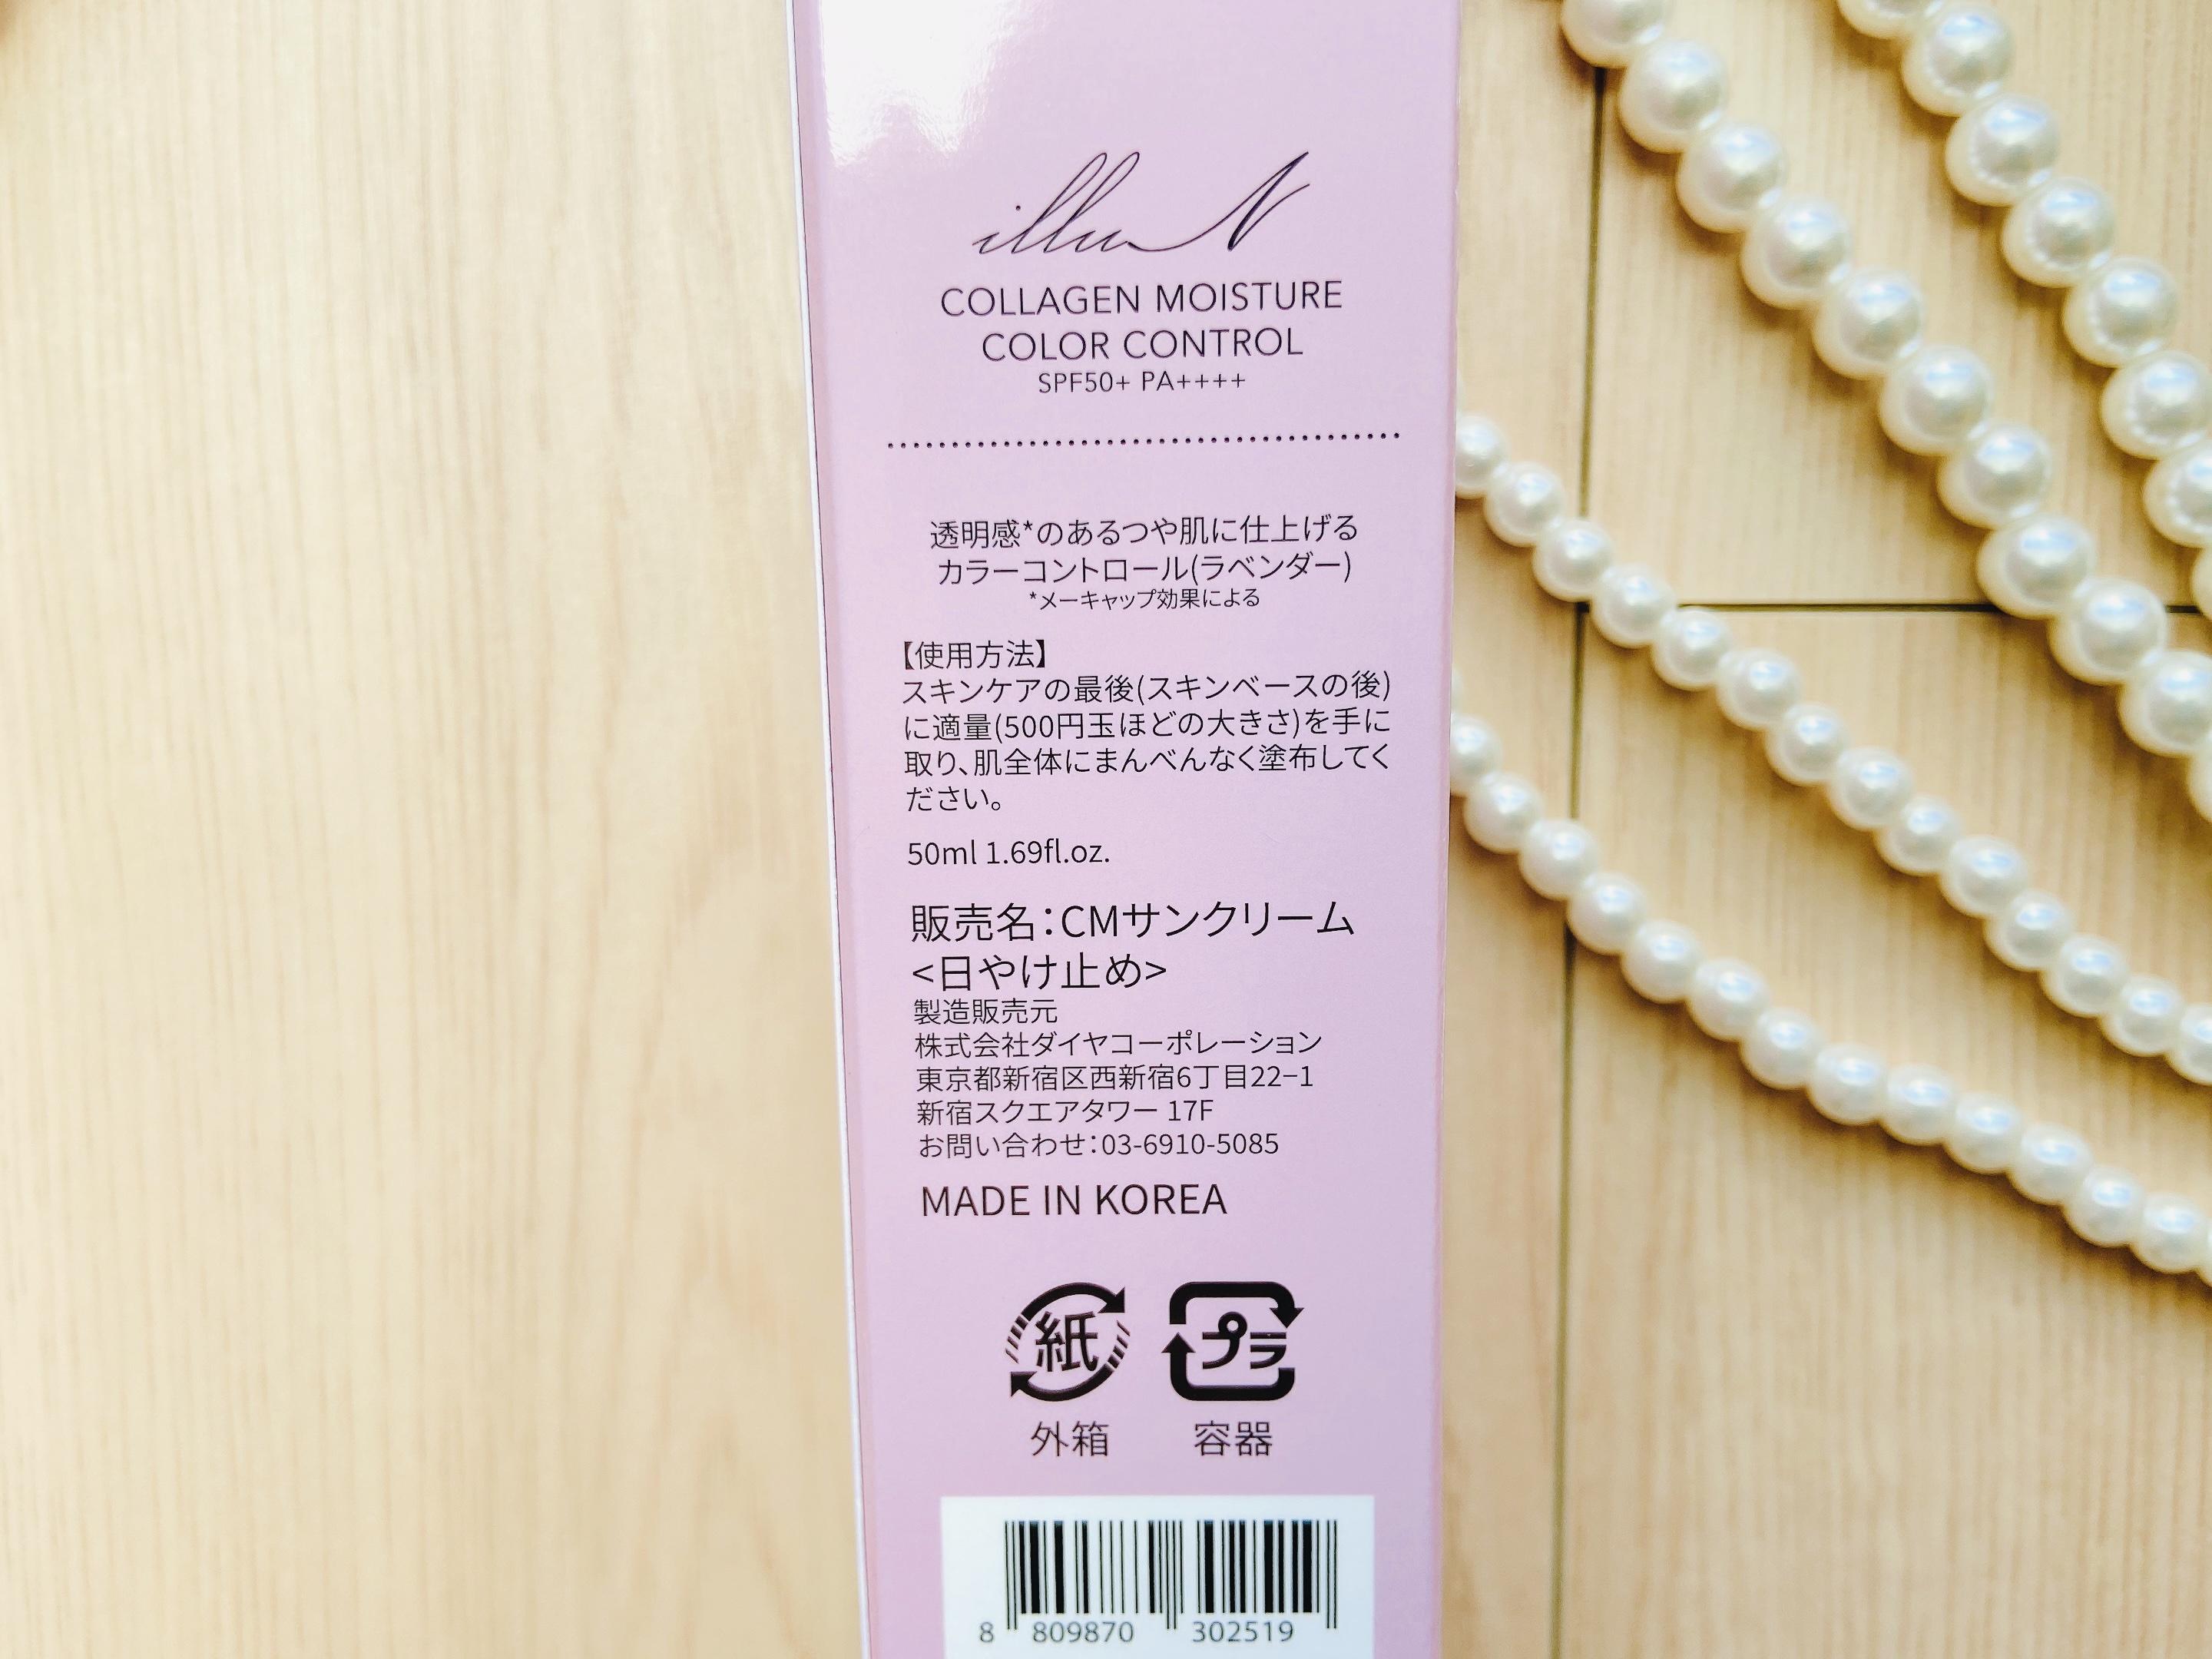 illuN
COLLAGEN MOISTURE
COLOR CONTROL
SPF50+ PA++++
透明感*のあるつや肌に仕上げる
カラーコントロール(ラベンダー)
*メーキャップ効果による
【使用方法】
スキンケアの最後(スキンベースの後)
に適量(500円玉ほどの大きさ)を手に
取り、肌全体にまんべんなく塗布してく
ださい。
50ml 1.69fl.oz.
販売名：CMサンクリーム
<日やけ止め>
製造販売元
株式会社ダイヤコーポレーション
東京都新宿区西新宿6丁目22−1
新宿スクエアタワー 17F
お問い合わせ：03-6910-5085
MADE IN KOREA
紙 プラ
外箱 容器
8 809870 302519